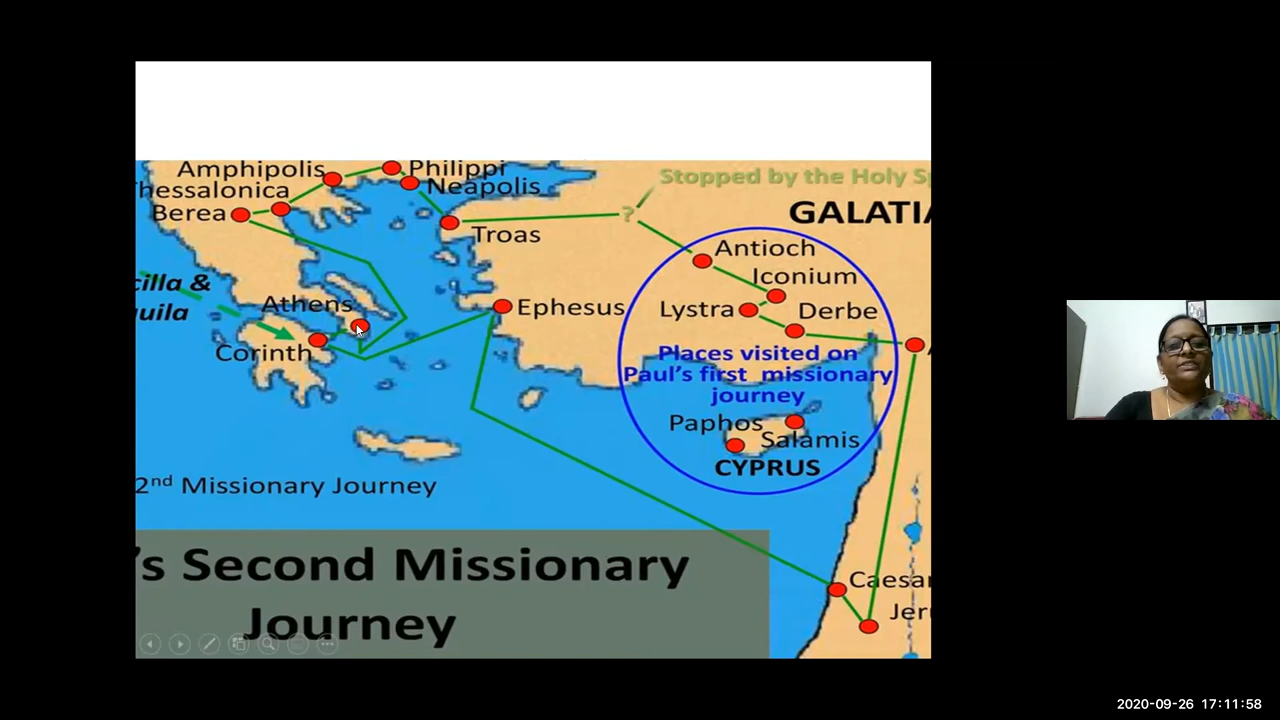 Amphipolis
Philippi
Thessalonica
Neapolis
Berea
Troas
Stopped by the Holy Sp
GALATIA
Antioch
Iconium
Lystra
Derbe
cilla &
uila
Athens
Ephesus
Corinth
A
Places visited on
Paul's first missionary
journey
Paphos
Salamis
CYPRUS
2nd Missionary Journey
's Second Missionary
Journey
Caesar
Jer
?
2020-09-26 17:11:58